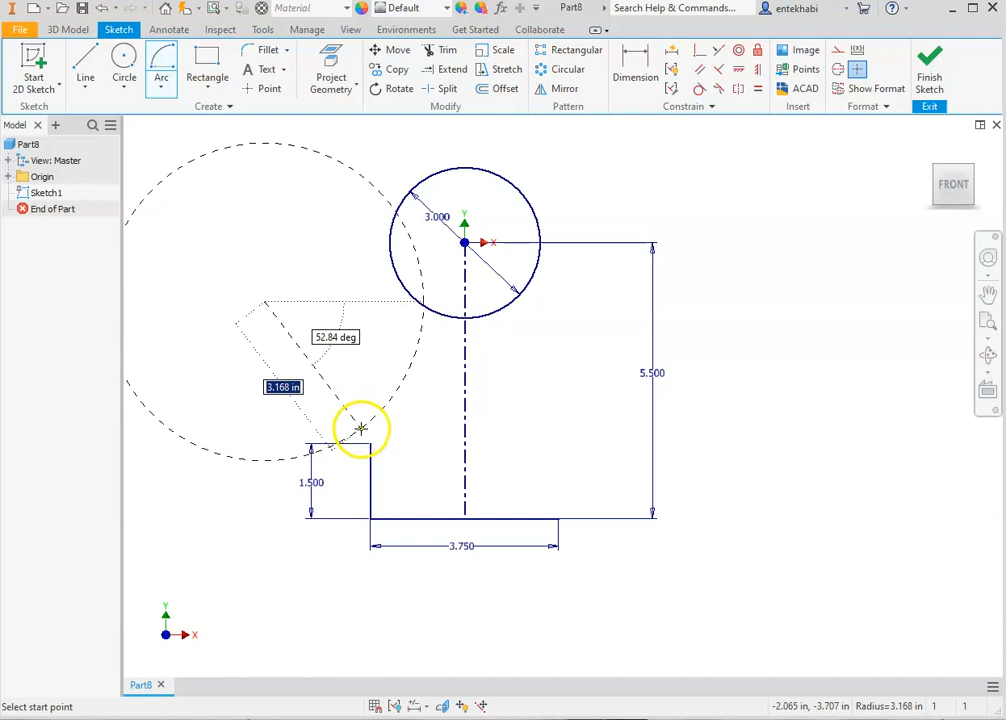 Material
Default
fx
Part8
Search Help & Commands...
entekhabi
File
3D Model
Sketch
Annotate
Inspect
Tools
Manage
View
Environments
Get Started
Collaborate
Start
2D Sketch
Line
Circle
Arc
Rectangle
Fillet
Text
Point
Project
Geometry
Move
Trim
Scale
Copy
Extend
Stretch
Rotate
Split
Offset
Rectangular
Circular
Mirror
Dimension
Image
Points
ACAD
Show Format
Finish
Sketch
Sketch
Create
Modify
Pattern
Constrain
Insert
Format
Exit
Model
Part8
View: Master
Origin
Sketch1
End of Part
FRONT
3.000
Y
X
52.84 deg
3.168 in
5.500
1.500
3.750
Y
X
Part8
Select start point
-2.065 in, -3.707 in
Radius=3.168 in
1
1